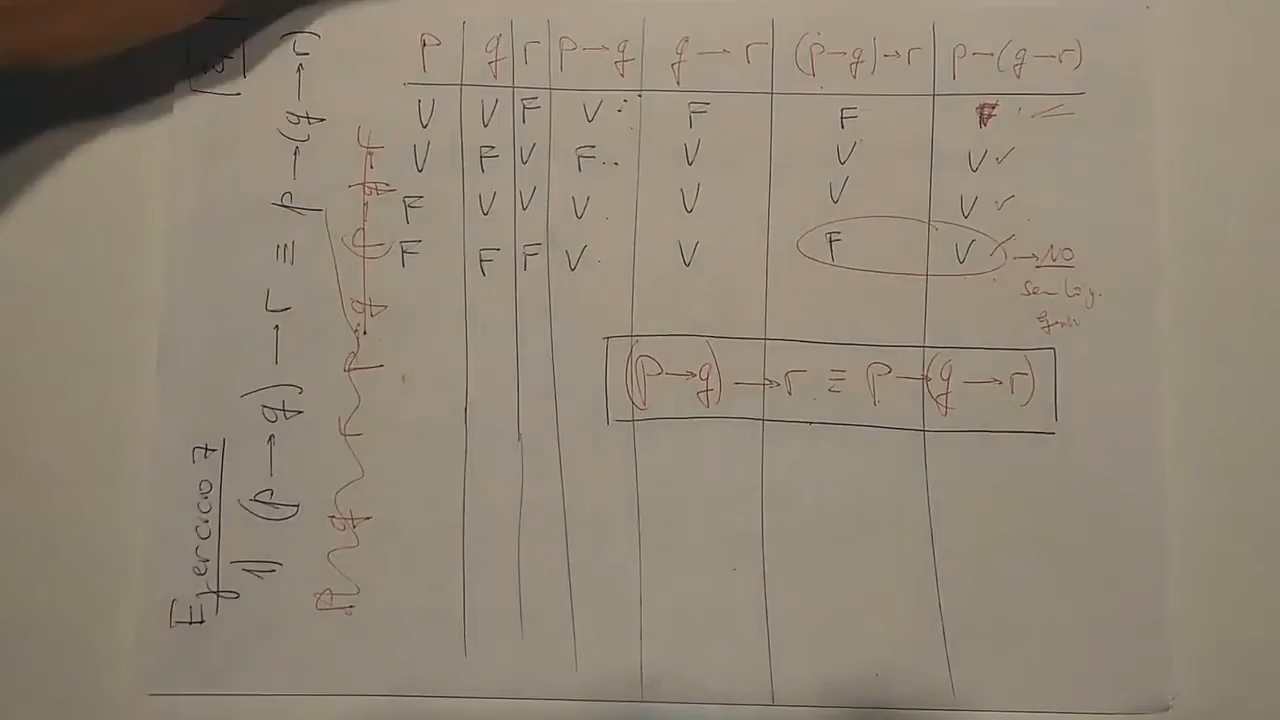 Ejercicio 7
1) (p → q) → r ≡ p → (q → r)
p q r p→q q → r (p→q)→r p→(q→r)
V V F V F F F
V F V F V V V
F V V V V V V
F F F V V F V → NO
(p→q) → r ≡ p → (q → r)